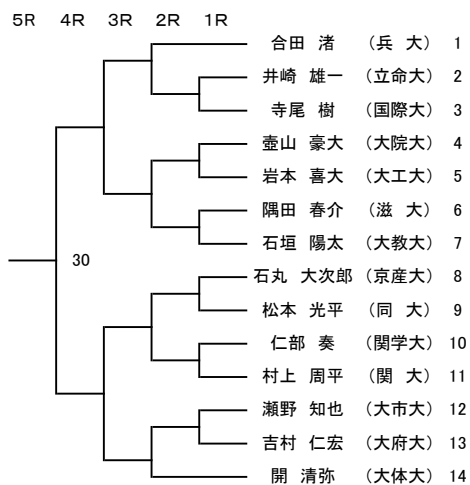 5R 4R 3R 2R 1R
合田 渚 (兵 大) 1
井崎 雄一 (立命大) 2
寺尾 樹 (国際大) 3
壺山 豪大 (大院大) 4
岩本 喜大 (大工大) 5
隅田 春介 (滋 大) 6
石垣 陽太 (大教大) 7
30
石丸 大次郎 (京産大) 8
松本 光平 (同 大) 9
仁部 奏 (関学大) 10
村上 周平 (関 大) 11
瀬野 知也 (大市大) 12
吉村 仁宏 (大府大) 13
開 清弥 (大体大) 14